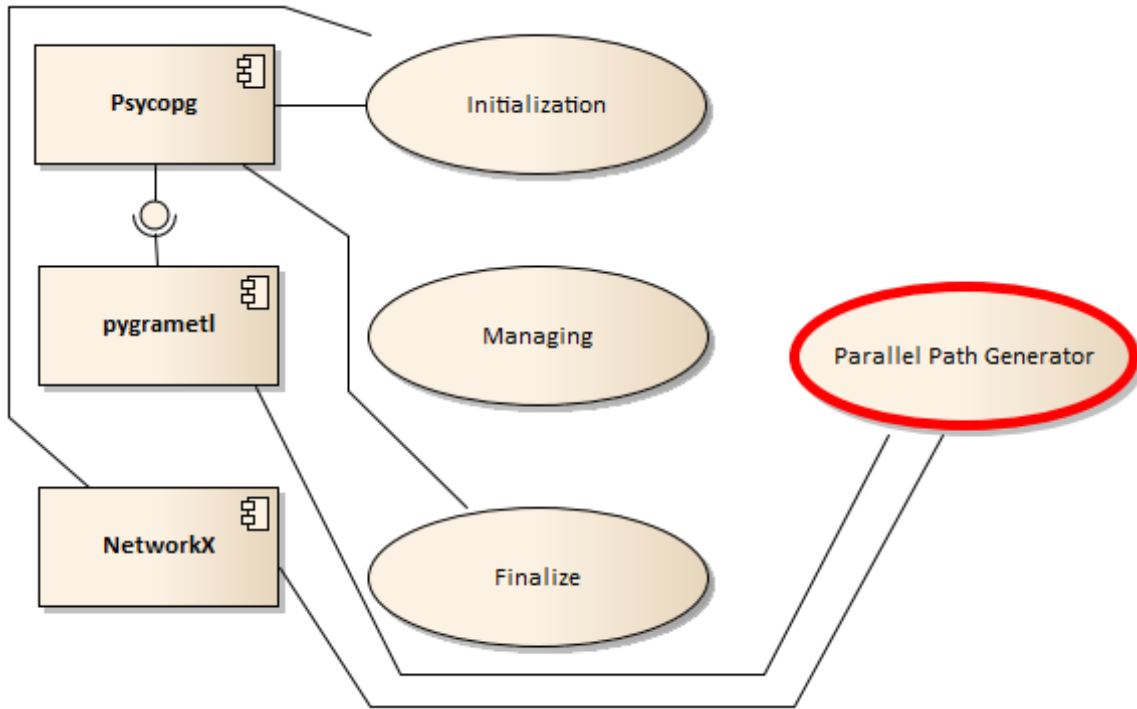 Psycopg
Initialization
pygrametl
Managing
Parallel Path Generator
NetworkX
Finalize